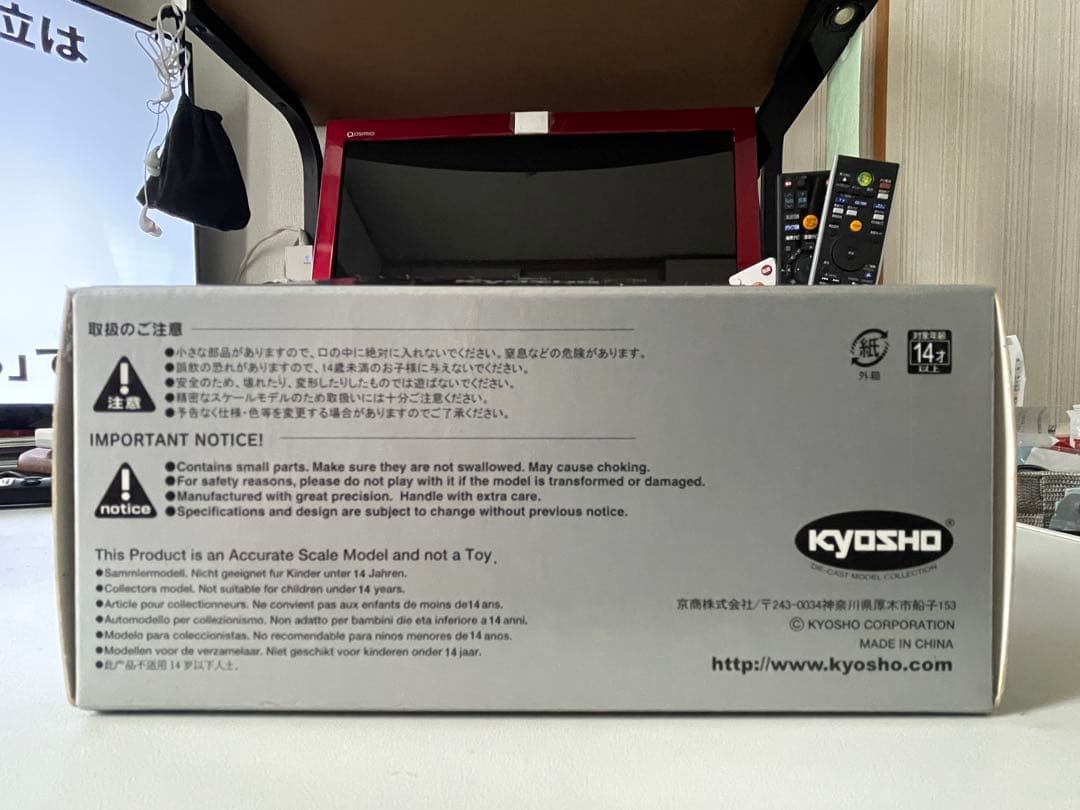 立は
Qosmio
取扱のご注意
注意
●小さな部品がありますので、口の中に絶対に入れないでください。窒息などの危険があります。
●誤飲の恐れがありますので、14歳未満のお子様に与えないでください。
●安全のため、壊れたり、変形したりしたものでは遊ばないでください。
●精密なスケールモデルのため取扱いには十分ご注意ください。
●予告なく仕様・色等を変更する場合がありますのでご了承ください。
紙
外箱
対象年齢
14才
以上
IMPORTANT NOTICE!
notice
●Contains small parts. Make sure they are not swallowed. May cause choking.
●For safety reasons, please do not play with it if the model is transformed or damaged.
●Manufactured with great precision. Handle with extra care.
●Specifications and design are subject to change without previous notice.
This Product is an Accurate Scale Model and not a Toy.
●Sammlermodell. Nicht geeignet fur Kinder unter 14 Jahren.
●Collectors model. Not suitable for children under 14 years.
●Article pour collectionneurs. Ne convient pas aux enfants de moins de14 ans.
●Automodello per collezionismo. Non adatto per bambini die eta inferiore a 14 anni.
●Modelo para coleccionistas. No recomendable para ninos menores de 14 anos.
●Modellen voor de verzamelaar. Niet geschikt voor kinderen onder 14 jaar.
●此产品不适用 14 岁以下人士.
KYOSHO®
DIE-CAST MODEL COLLECTION
京商株式会社/〒243-0034神奈川県厚木市船子153
© KYOSHO CORPORATION
MADE IN CHINA
http://www.kyosho.com